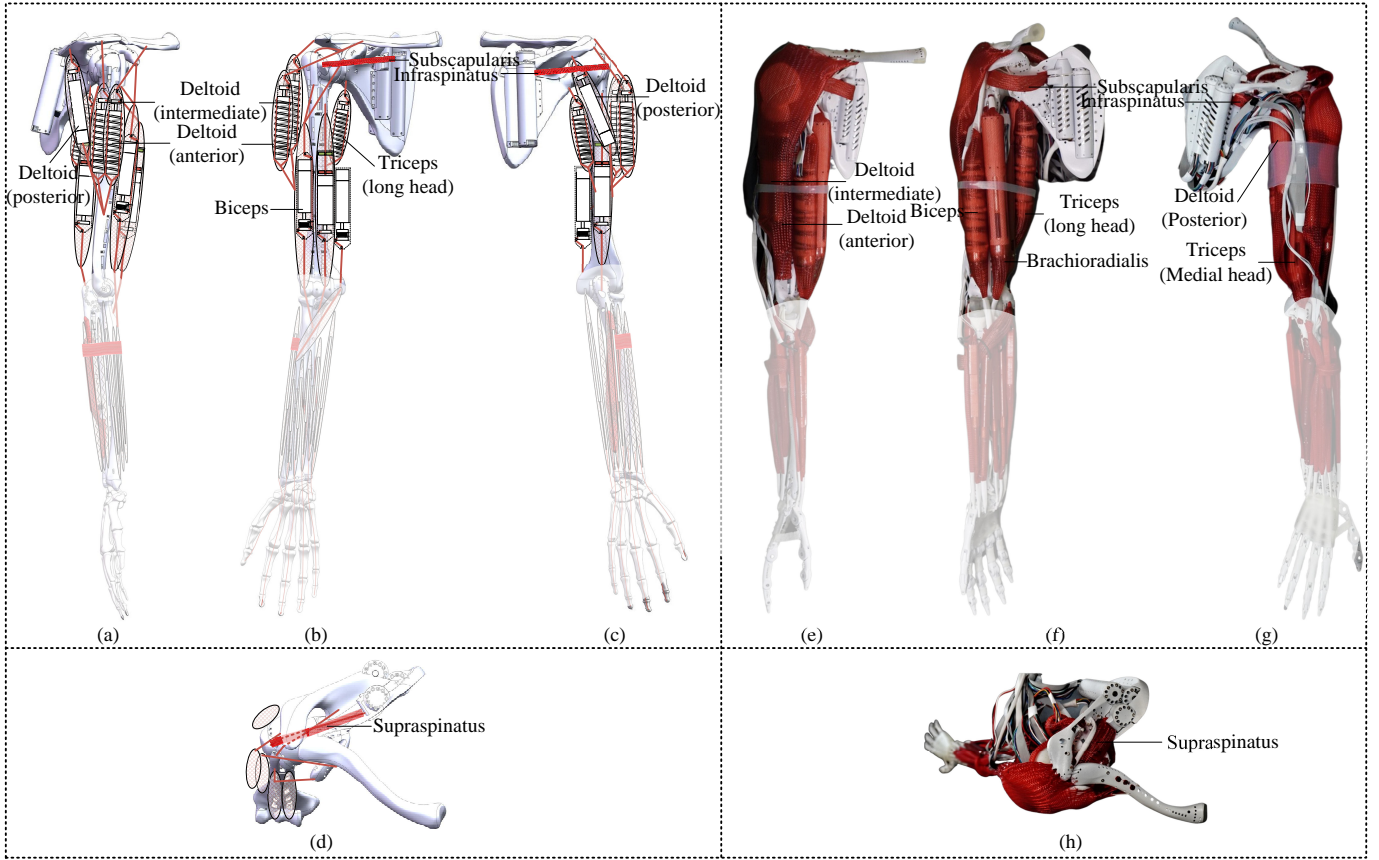 Deltoid
(intermediate)
Deltoid
(anterior)
Deltoid
(posterior)
Subscapularis
Infraspinatus
Deltoid
(posterior)
Triceps
(long head)
Biceps
(a)
(b)
(c)
Supraspinatus
(d)
Subscapularis
Infraspinatus
Deltoid
(intermediate)
Deltoid
(anterior)
Biceps
Triceps
(long head)
Brachioradialis
Deltoid
(Posterior)
Triceps
(Medial head)
(e)
(f)
(g)
Supraspinatus
(h)